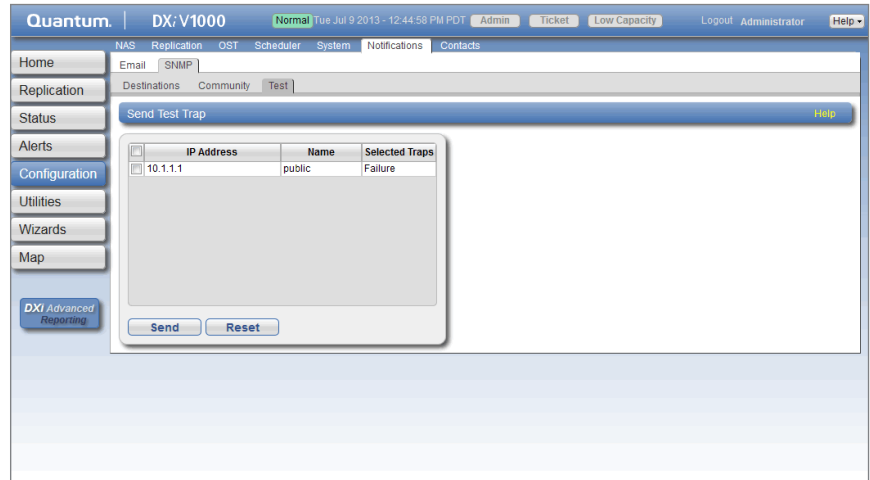 Quantum. DXi V1000 Normal Tue Jul 9 2013 - 12:44:58 PM PDT Admin Ticket Low Capacity Logout Administrator Help
NAS Replication OST Scheduler System Notifications Contacts
Home
Email SNMP
Replication
Destinations Community Test
Status
Send Test Trap Help
Alerts
IP Address Name Selected Traps
10.1.1.1 public Failure
Configuration
Utilities
Wizards
Map
DXi Advanced
Reporting
Send Reset